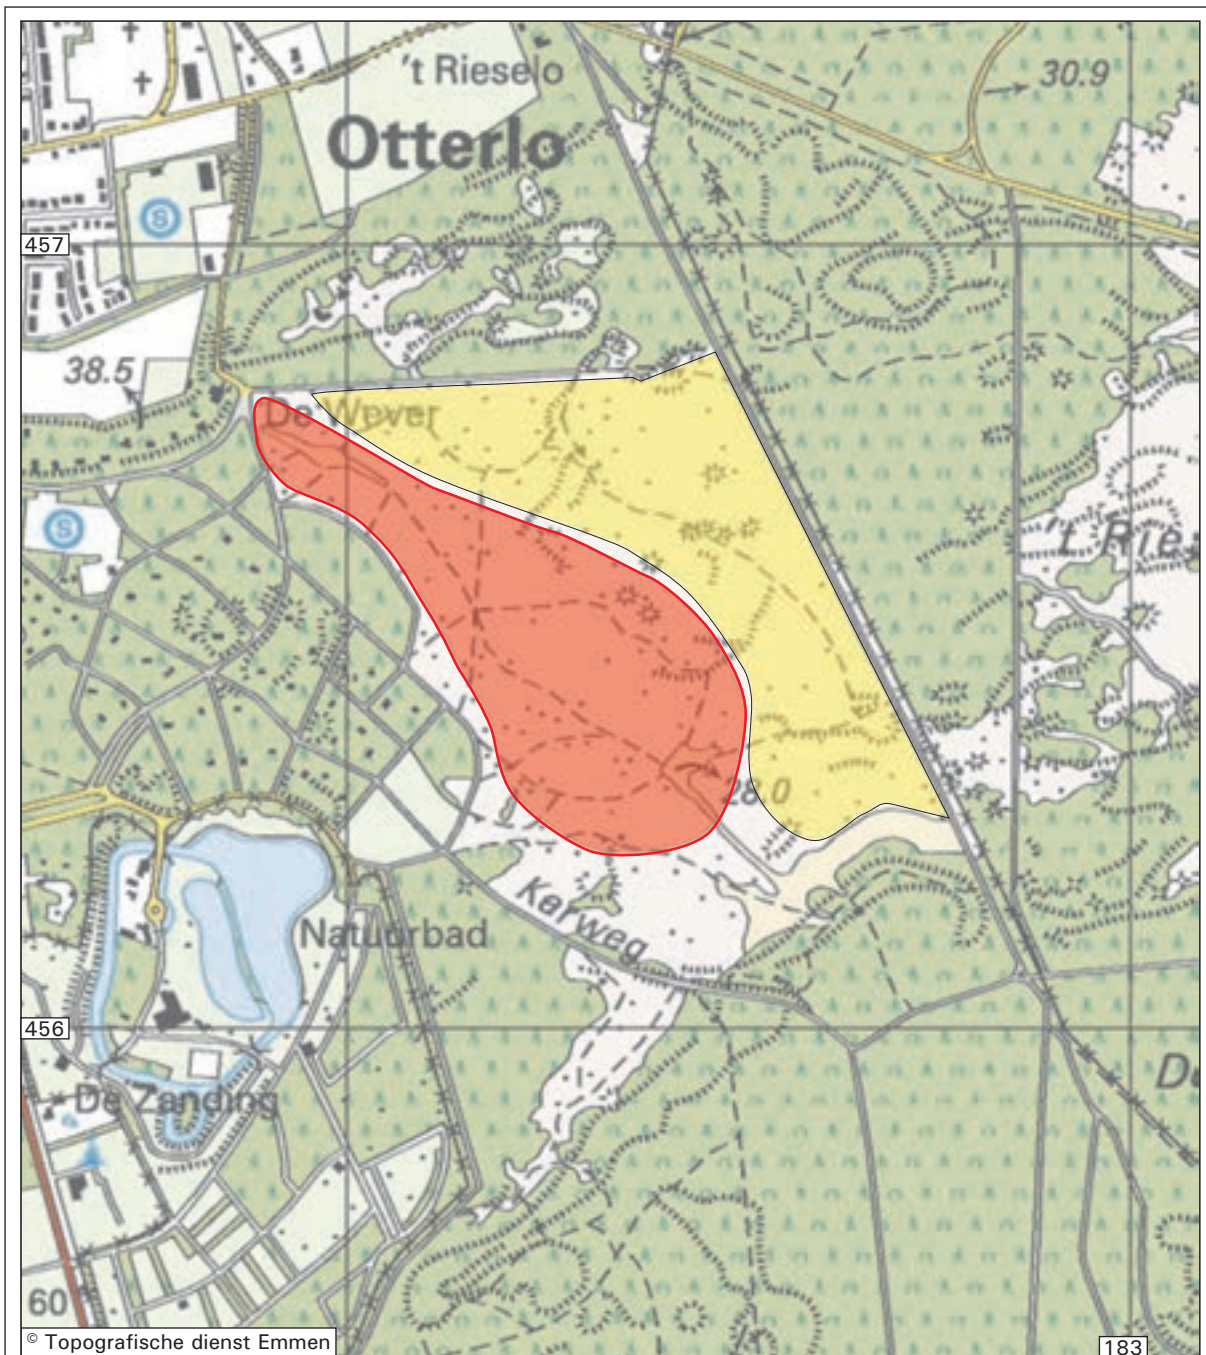 't Rieselo
30.9
Otterlo
S
457
38.5
De Wever
S
't Rie
28.0
Kerweg
Natuurbad
456
De Zanding
60
© Topografische dienst Emmen
183